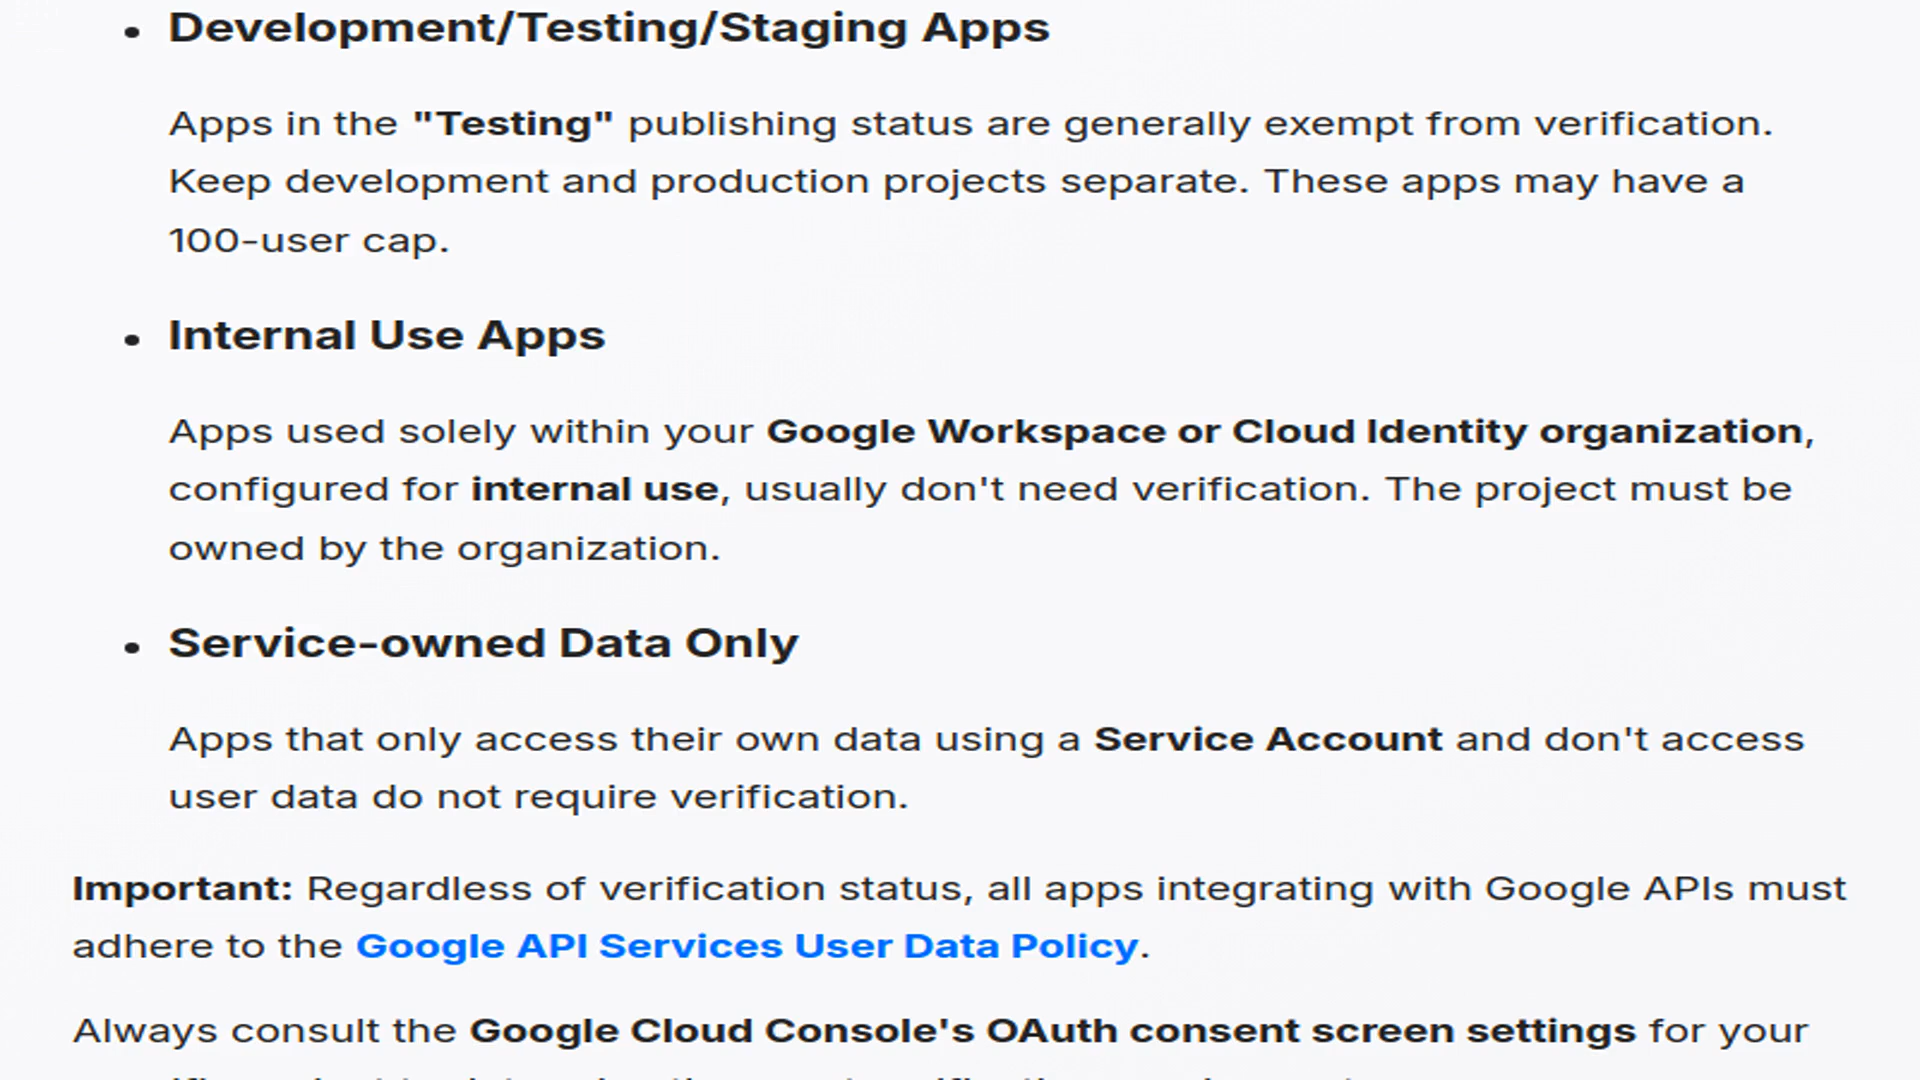 • Development/Testing/Staging Apps
Apps in the "Testing" publishing status are generally exempt from verification.
Keep development and production projects separate. These apps may have a
100-user cap.
• Internal Use Apps
Apps used solely within your Google Workspace or Cloud Identity organization,
configured for internal use, usually don't need verification. The project must be
owned by the organization.
• Service-owned Data Only
Apps that only access their own data using a Service Account and don't access
user data do not require verification.
Important: Regardless of verification status, all apps integrating with Google APIs must
adhere to the Google API Services User Data Policy.
Always consult the Google Cloud Console's OAuth consent screen settings for your